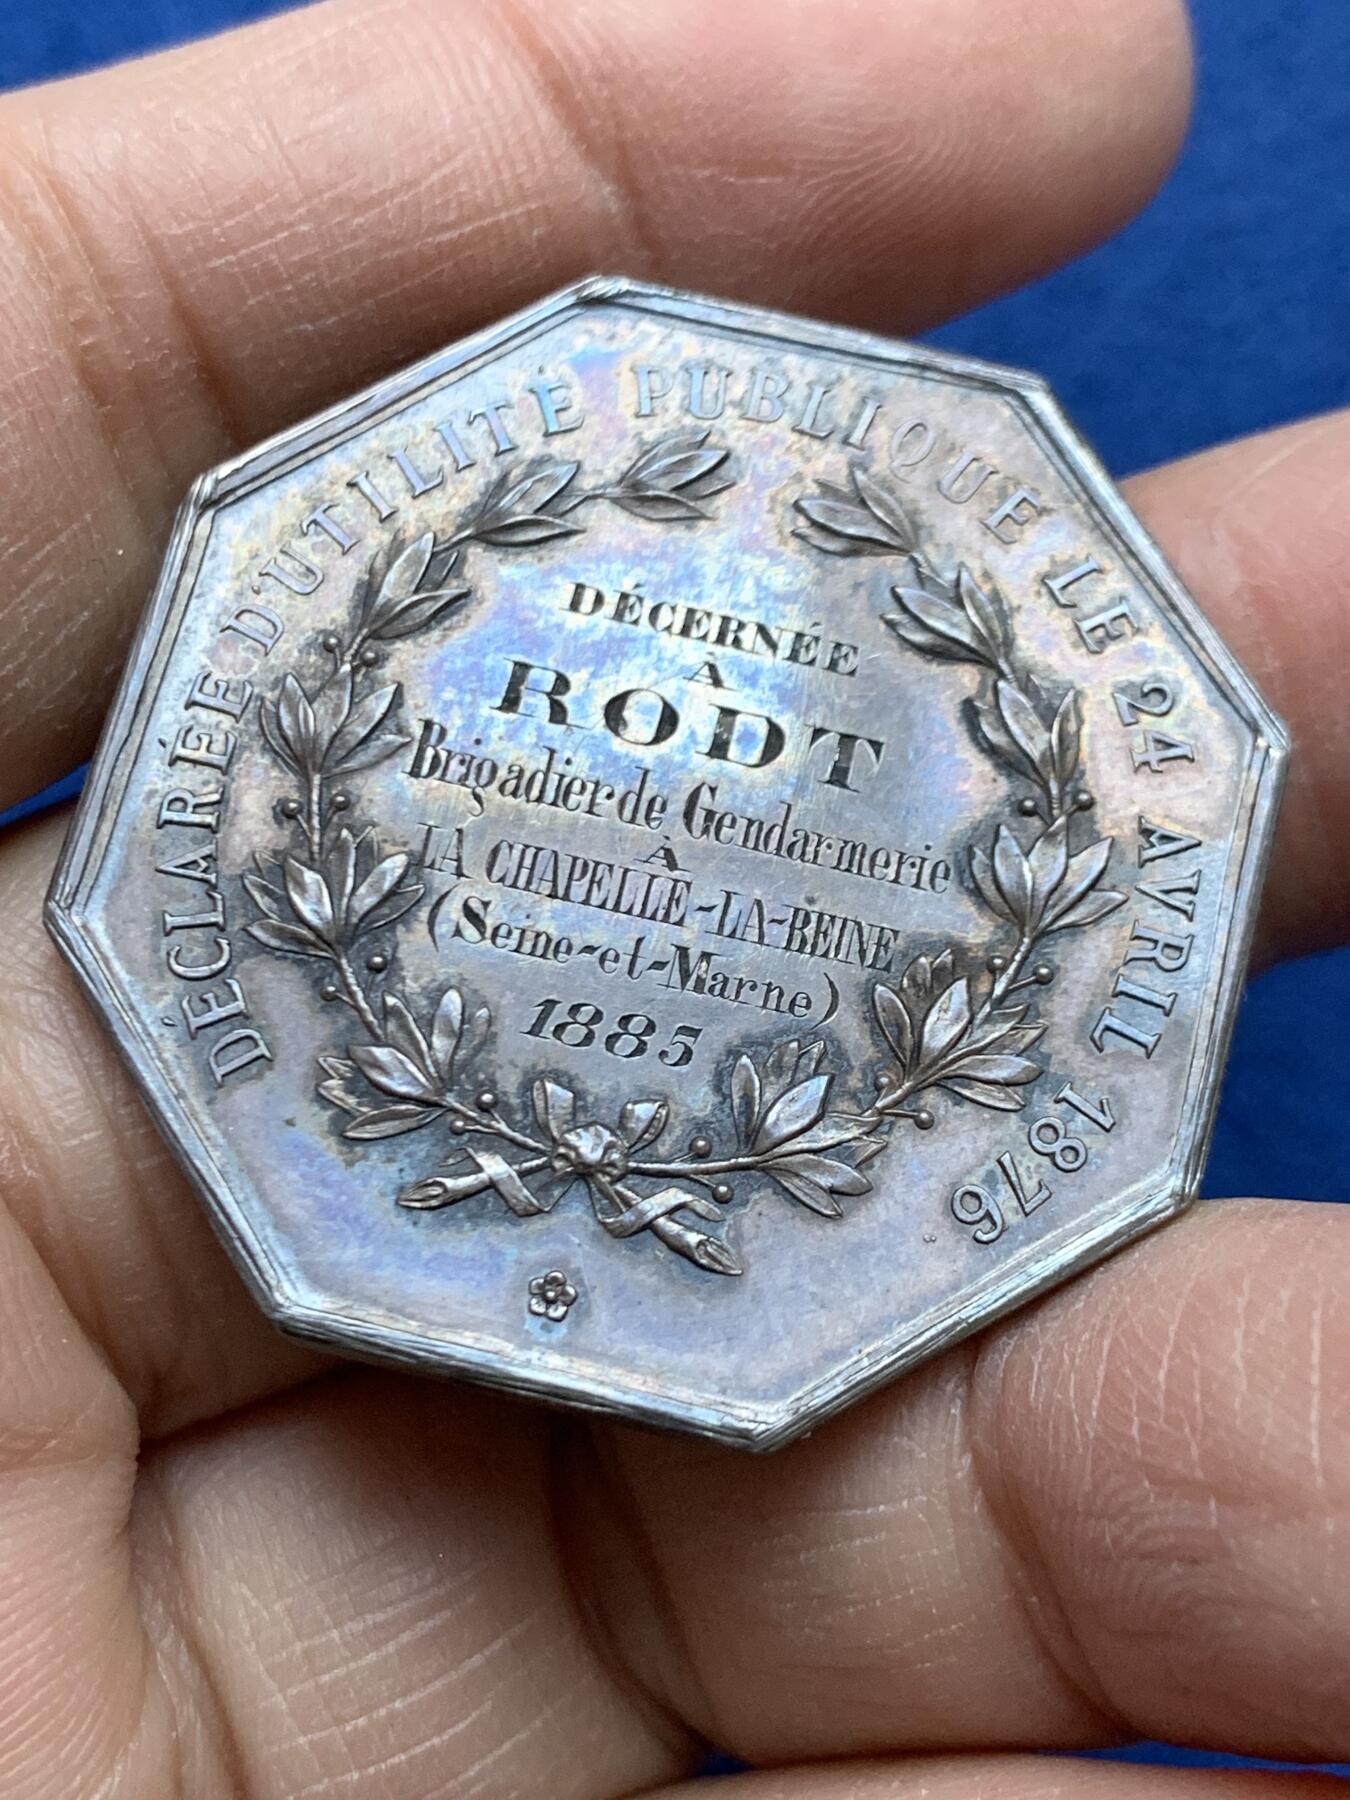 DÉCLARÉE D'UTILITÉ PUBLIQUE LE 24 AVRIL 1876
DÉCERNÉE
À
RODT
Brigadier de Gendarmerie
À
LA CHAPELLE-LA-REINE
(Seine-et-Marne)
1885